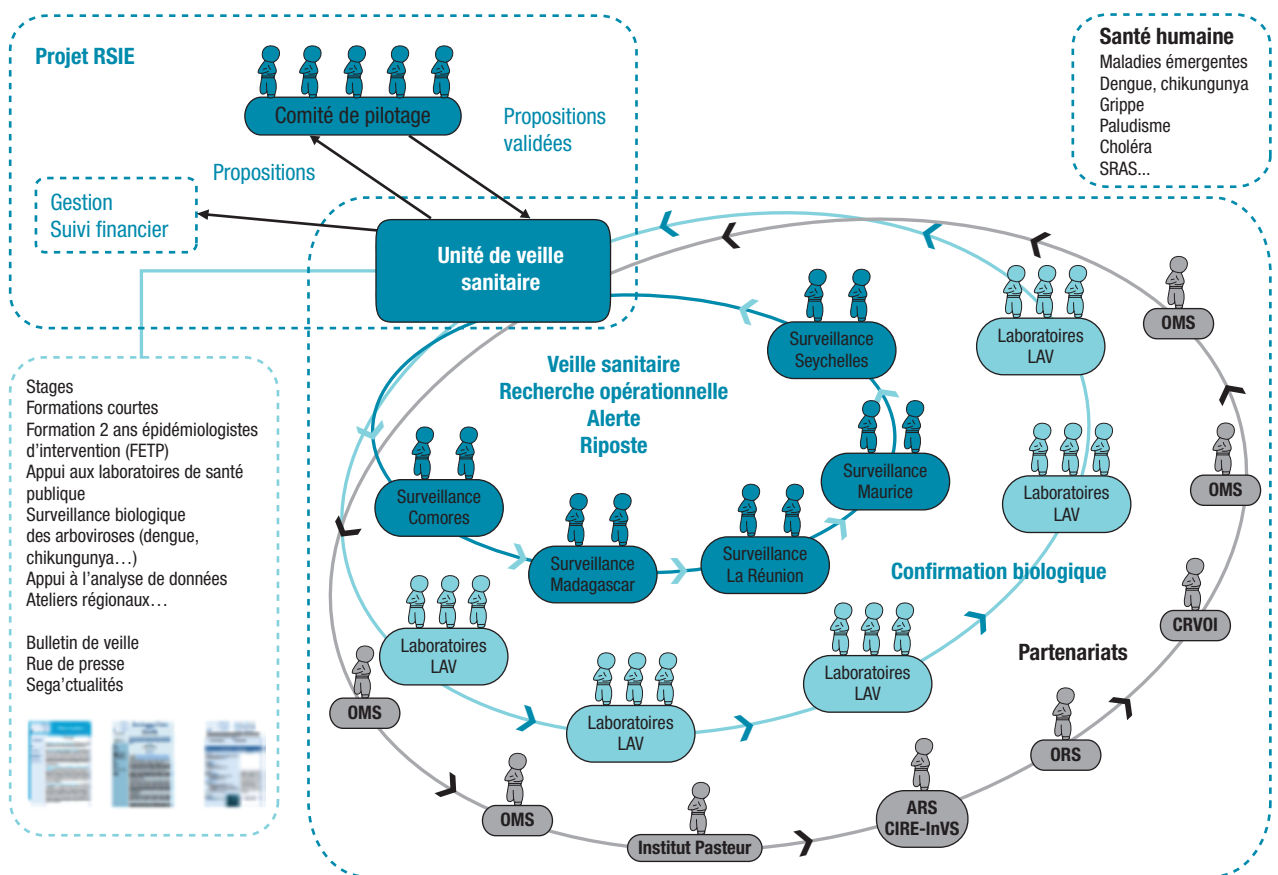 Projet RSIE
Comité de pilotage
Propositions
validées
Propositions
Gestion
Suivi financier
Unité de veille
sanitaire
Santé humaine
Maladies émergentes
Dengue, chikungunya
Grippe
Paludisme
Choléra
SRAS...
Stages
Formations courtes
Formation 2 ans épidémiologistes
d’intervention (FETP)
Appui aux laboratoires de santé
publique
Surveillance biologique
des arboviroses (dengue,
chikungunya…)
Appui à l’analyse de données
Ateliers régionaux…
Bulletin de veille
Rue de presse
Sega’ctualités
Veille sanitaire
Recherche opérationnelle
Alerte
Riposte
Surveillance
Seychelles
Surveillance
Maurice
Surveillance
La Réunion
Surveillance
Madagascar
Surveillance
Comores
Laboratoires
LAV
Laboratoires
LAV
Confirmation biologique
Laboratoires
LAV
Laboratoires
LAV
Laboratoires
LAV
Partenariats
OMS
OMS
CRVOI
ORS
ARS
CIRE-InVS
Institut Pasteur
OMS
OMS